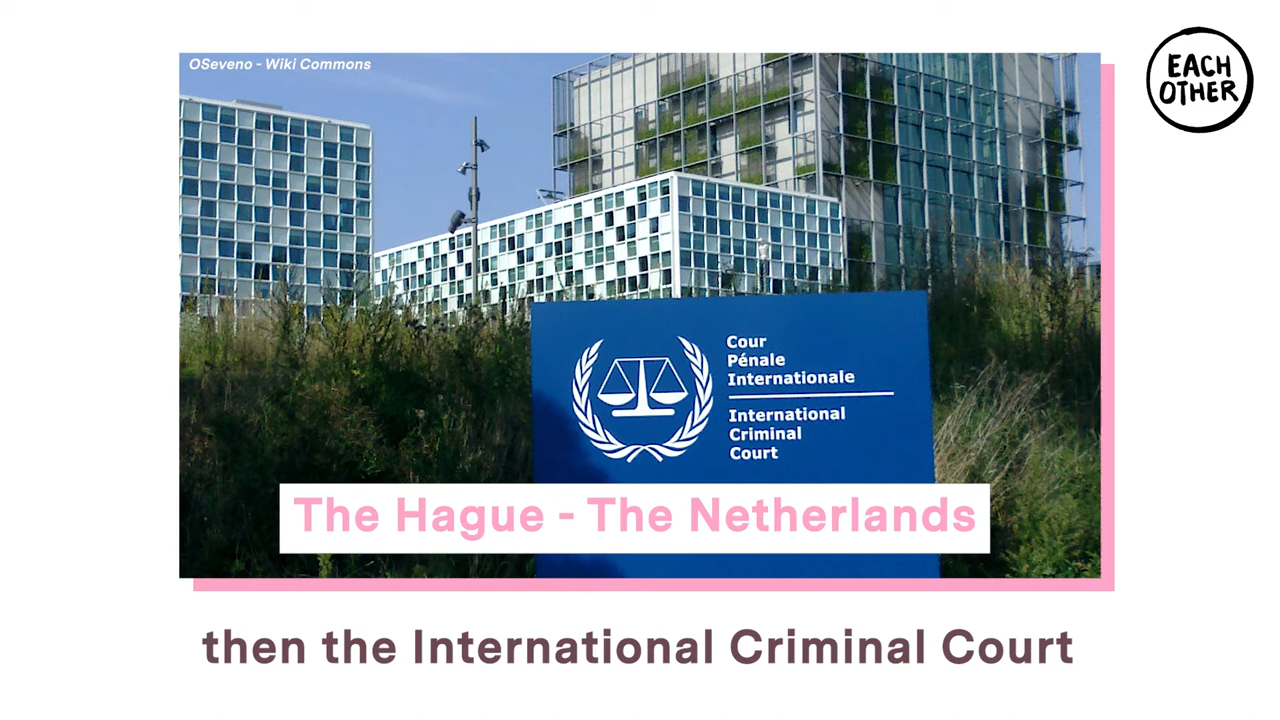 OSeveno - Wiki Commons
EACH
OTHER
Cour
Pénale
Internationale
International
Criminal
Court
The Hague - The Netherlands
then the International Criminal Court